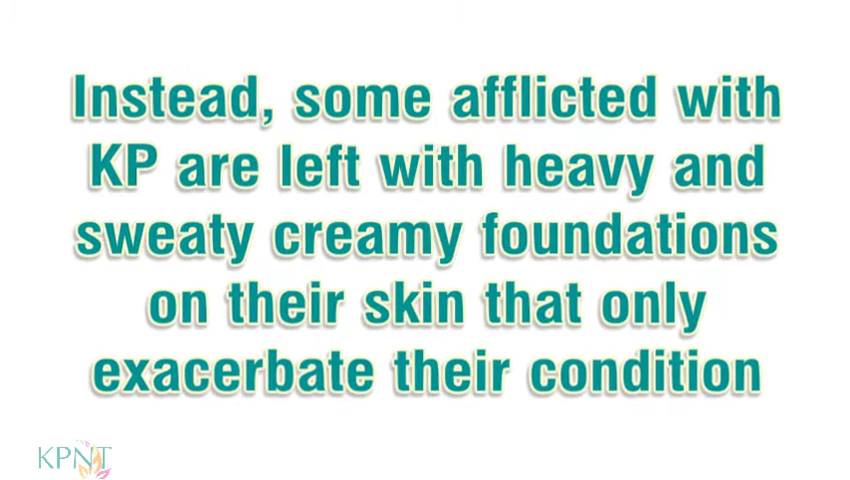 Instead, some afflicted with
KP are left with heavy and
sweaty creamy foundations
on their skin that only
exacerbate their condition
KPNT